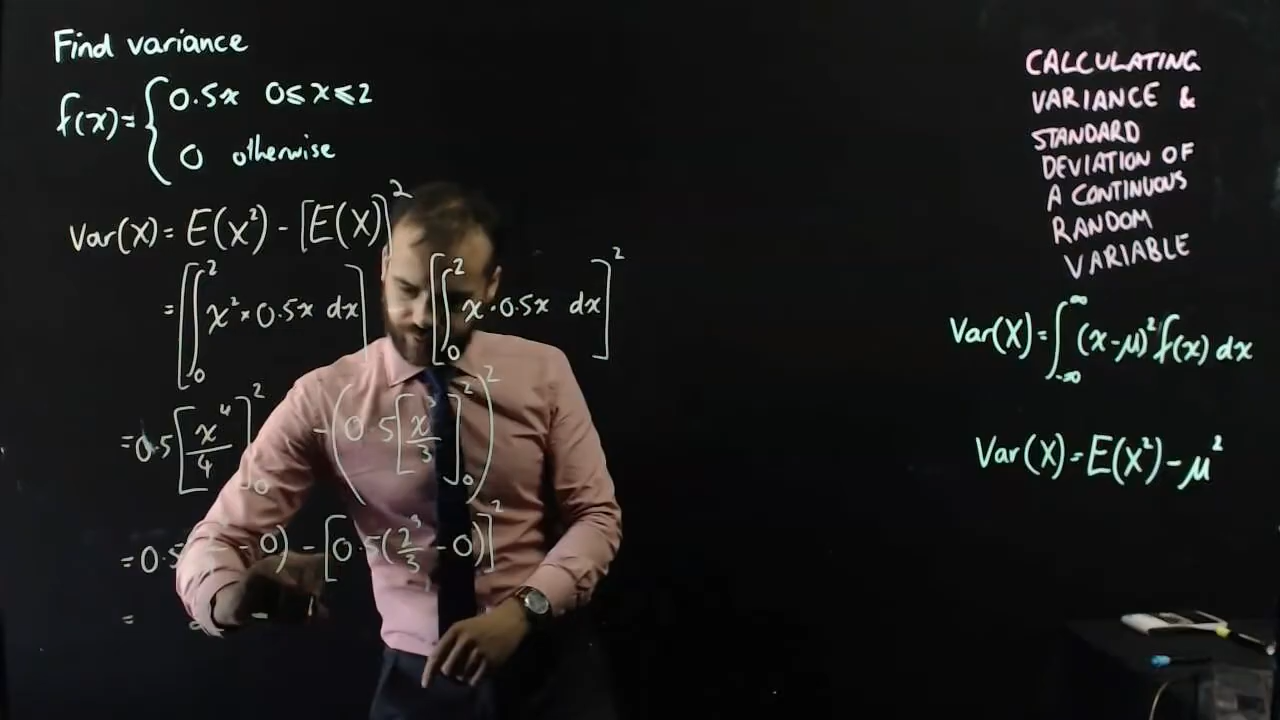 Find variance
f(x)= { 0.5x 0≤x≤2
0 otherwise
Var(X)= E(X²) - [E(X)]²
= [∫₀² x²×0.5x dx] [∫₀² x·0.5x dx]²
=0.5[x⁴/4]₀² -(0.5[x³/3]₀²)²
= 0.5 - 0) - [0.5(2³/3 - 0)]²
= -
CALCULATING
VARIANCE &
STANDARD
DEVIATION OF
A CONTINUOUS
RANDOM
VARIABLE
Var(X)=∫_{-∞}^{∞} (x-μ)² f(x) dx
Var(X)=E(X²)-μ²